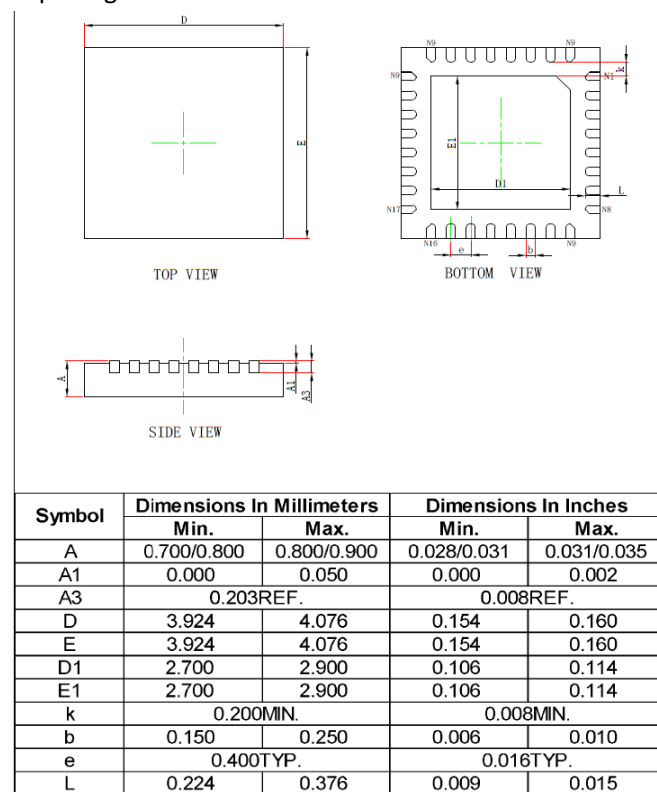 D
N9 N9
k
N9 N1
E
E1
D1
L
N17 N8
N16 N9
e b
TOP VIEW
BOTTOM VIEW
A
A1
A3
SIDE VIEW
Symbol Dimensions In Millimeters Dimensions In Inches
Min. Max. Min. Max.
A 0.700/0.800 0.800/0.900 0.028/0.031 0.031/0.035
A1 0.000 0.050 0.000 0.002
A3 0.203REF. 0.008REF.
D 3.924 4.076 0.154 0.160
E 3.924 4.076 0.154 0.160
D1 2.700 2.900 0.106 0.114
E1 2.700 2.900 0.106 0.114
k 0.200MIN. 0.008MIN.
b 0.150 0.250 0.006 0.010
e 0.400TYP. 0.016TYP.
L 0.224 0.376 0.009 0.015